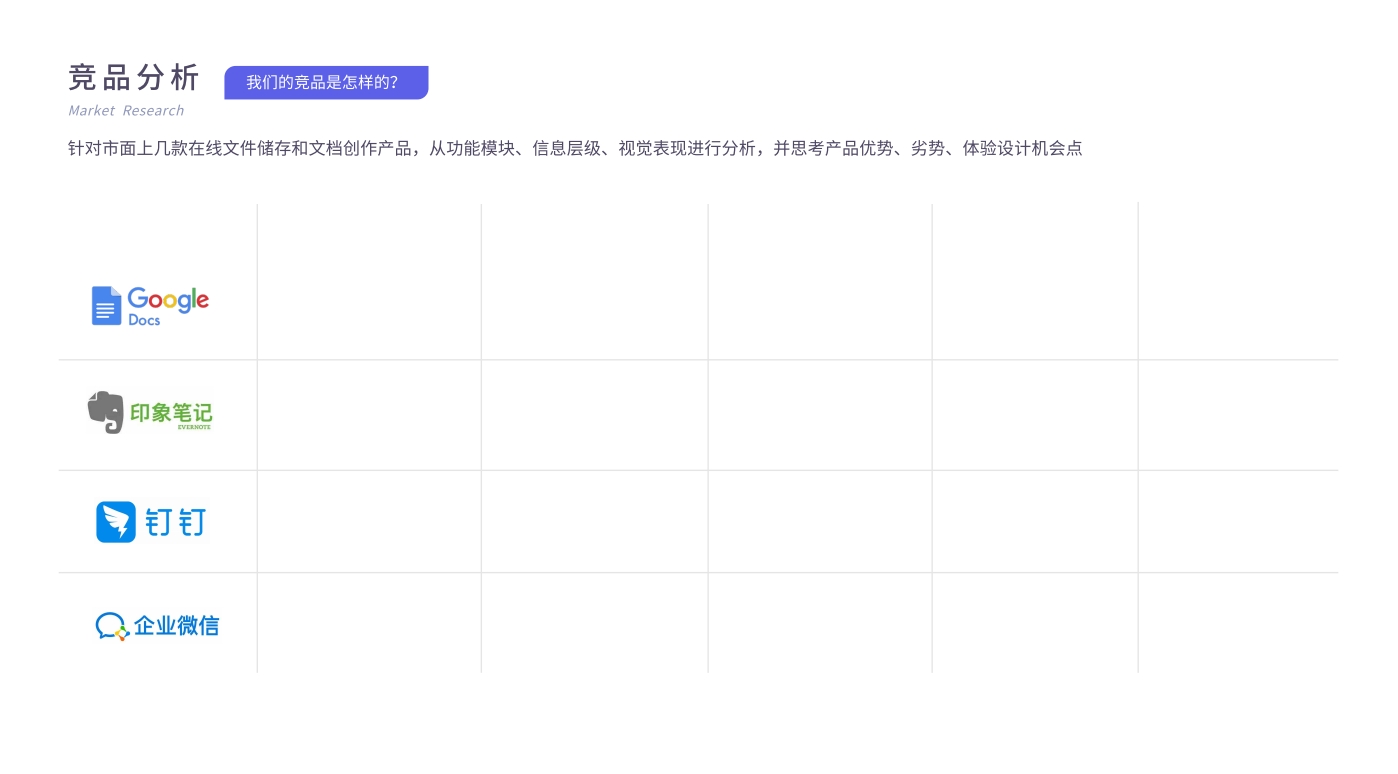 竞品分析
我们的竞品是怎样的？
Market Research
针对市面上几款在线文件储存和文档创作产品，从功能模块、信息层级、视觉表现进行分析，并思考产品优势、劣势、体验设计机会点
Google
Docs
印象笔记
EVERNOTE
钉钉
企业微信